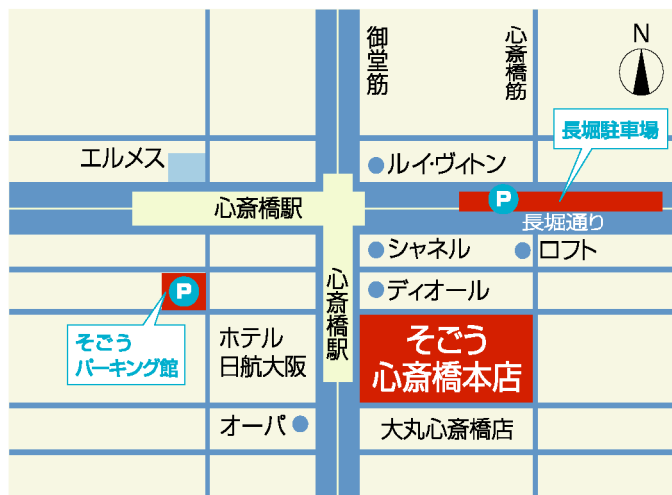 御堂筋
心斎橋筋
N
長堀駐車場
エルメス
ルイ・ヴィトン
P
心斎橋駅
長堀通り
シャネル
ロフト
P
心斎橋駅
ディオール
そごう
パーキング館
ホテル
日航大阪
そごう
心斎橋本店
オーパ
大丸心斎橋店